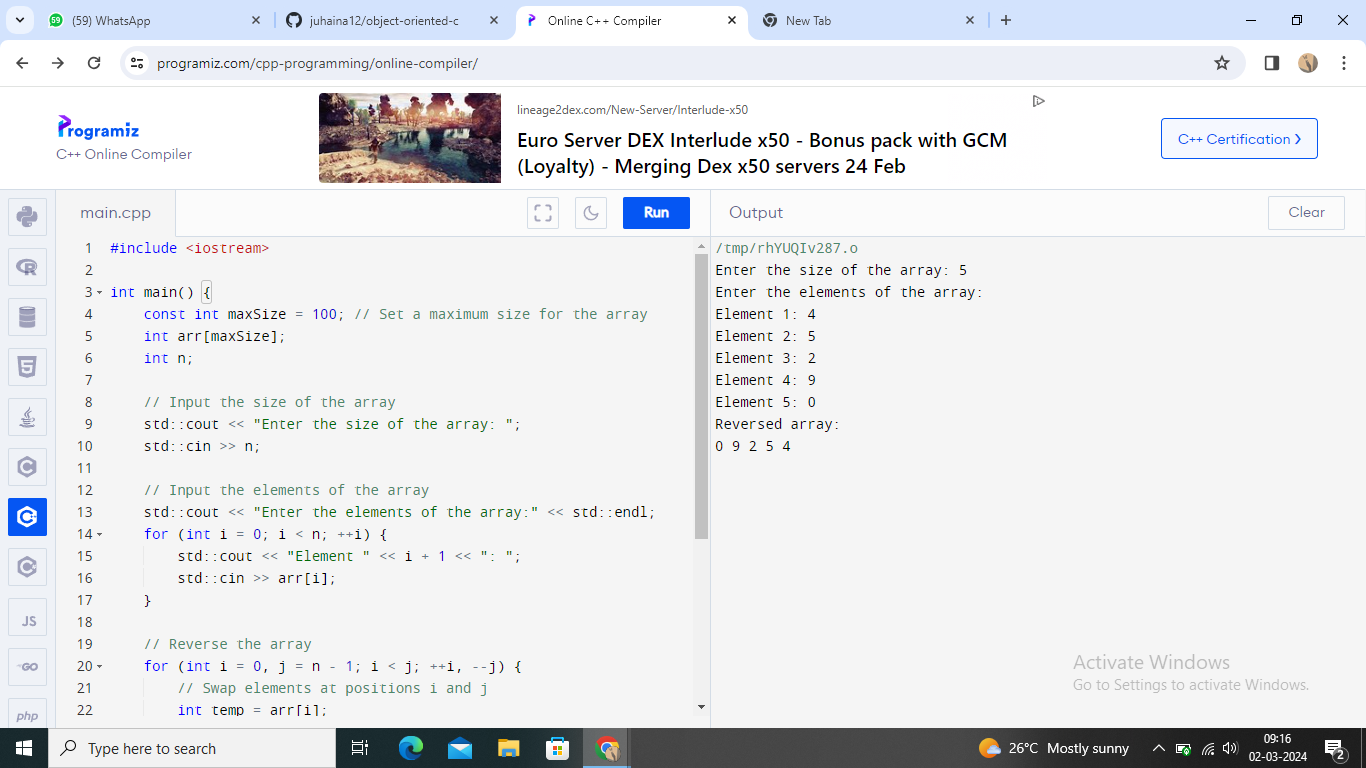 (59) WhatsApp
juhaina12/object-oriented-c
Online C++ Compiler
New Tab
programiz.com/cpp-programming/online-compiler/
Programiz
C++ Online Compiler
lineage2dex.com/New-Server/Interlude-x50
Euro Server DEX Interlude x50 - Bonus pack with GCM
(Loyalty) - Merging Dex x50 servers 24 Feb
C++ Certification
main.cpp
Run
1 #include <iostream>
2
3 int main() {
4 const int maxSize = 100; // Set a maximum size for the array
5 int arr[maxSize];
6 int n;
7
8 // Input the size of the array
9 std::cout << "Enter the size of the array: ";
10 std::cin >> n;
11
12 // Input the elements of the array
13 std::cout << "Enter the elements of the array:" << std::endl;
14 for (int i = 0; i < n; ++i) {
15 std::cout << "Element " << i + 1 << ": ";
16 std::cin >> arr[i];
17 }
18
19 // Reverse the array
20 for (int i = 0, j = n - 1; i < j; ++i, --j) {
21 // Swap elements at positions i and j
22 int temp = arr[i];
Output
Clear
/tmp/rhYUQIv287.o
Enter the size of the array: 5
Enter the elements of the array:
Element 1: 4
Element 2: 5
Element 3: 2
Element 4: 9
Element 5: 0
Reversed array:
0 9 2 5 4
JS
GO
php
Activate Windows
Go to Settings to activate Windows.
Type here to search
26°C Mostly sunny
09:16
02-03-2024
2